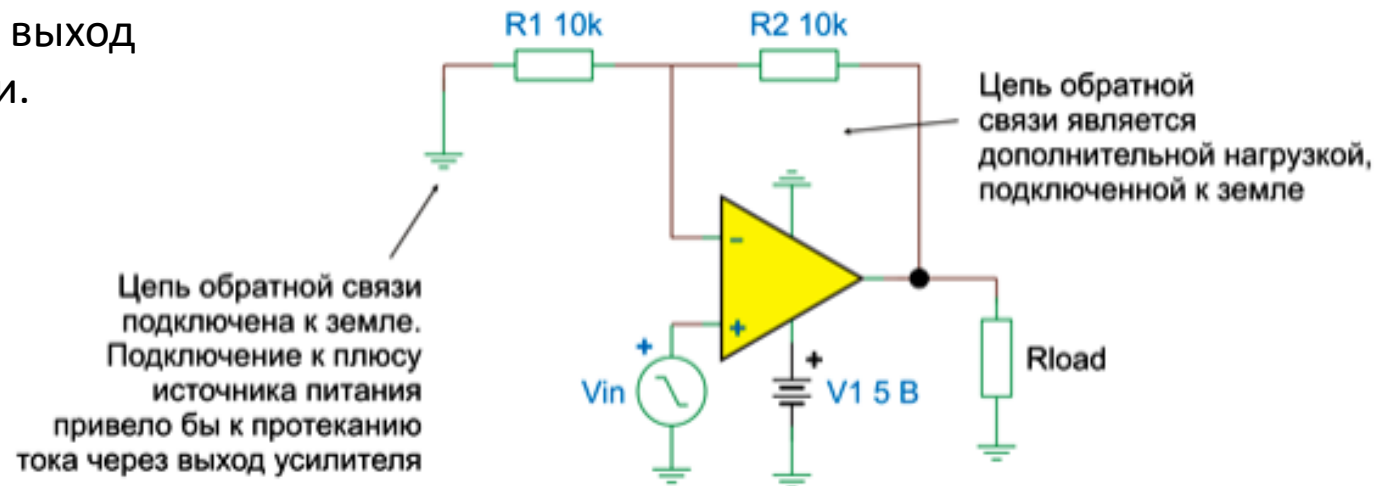 выход
и.
R1 10k
R2 10k
Цепь обратной
связи является
дополнительной нагрузкой,
подключенной к земле
Цепь обратной связи
подключена к земле.
Подключение к плюсу
источника питания
привело бы к протеканию
тока через выход усилителя
-
+
+
Vin
+
V1 5 В
Rload